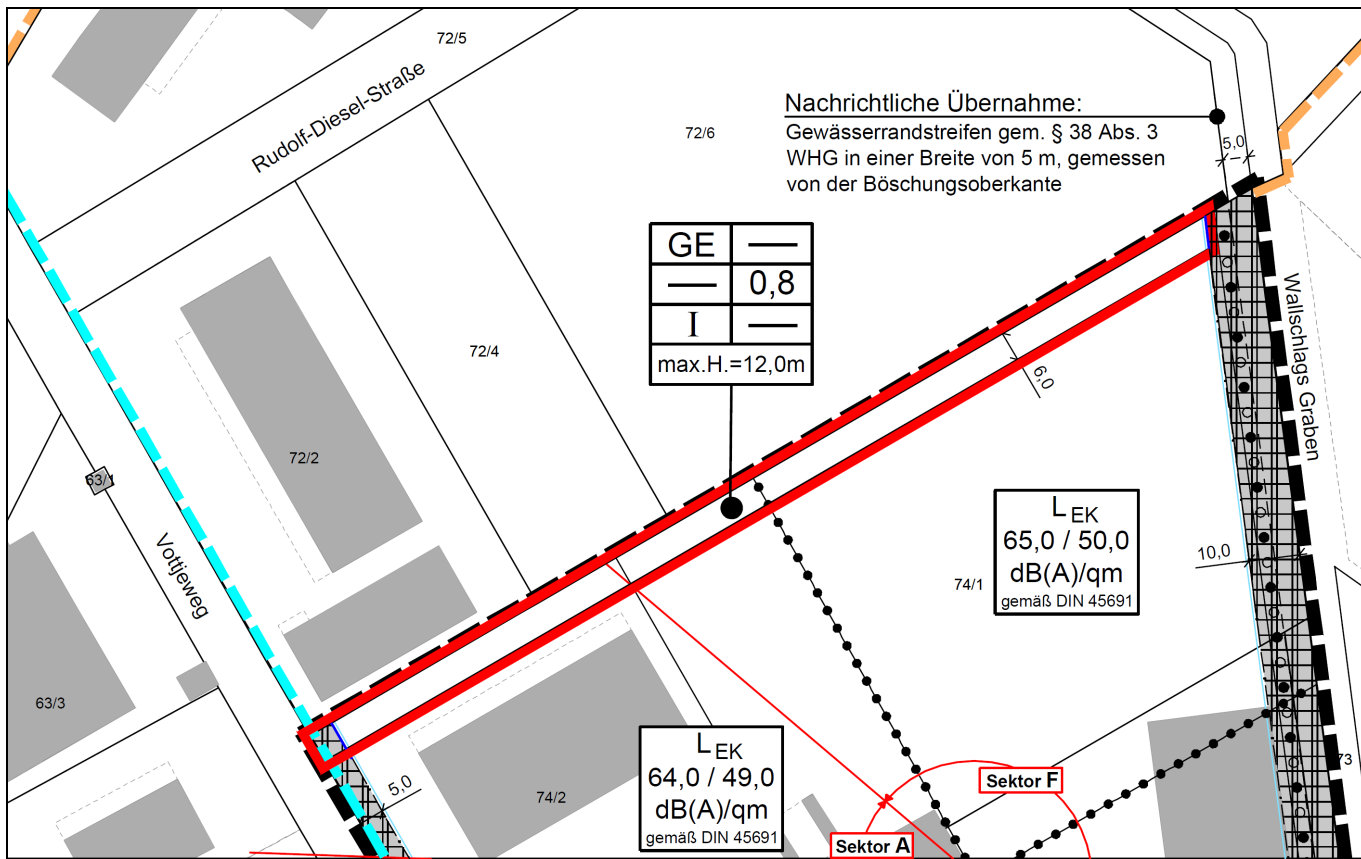 72/5
Rudolf-Diesel-Straße
72/6
Nachrichtliche Übernahme:
Gewässerrandstreifen gem. § 38 Abs. 3
WHG in einer Breite von 5 m, gemessen
von der Böschungsoberkante
5,0
GE
0,8
I
max.H.=12,0m
Wallschlags Graben
72/4
6,0
72/2
63/1
Vottjeweg
L EK
65,0 / 50,0
dB(A)/qm
gemäß DIN 45691
10,0
74/1
63/3
L EK
64,0 / 49,0
dB(A)/qm
gemäß DIN 45691
5,0
74/2
Sektor F
73
Sektor A